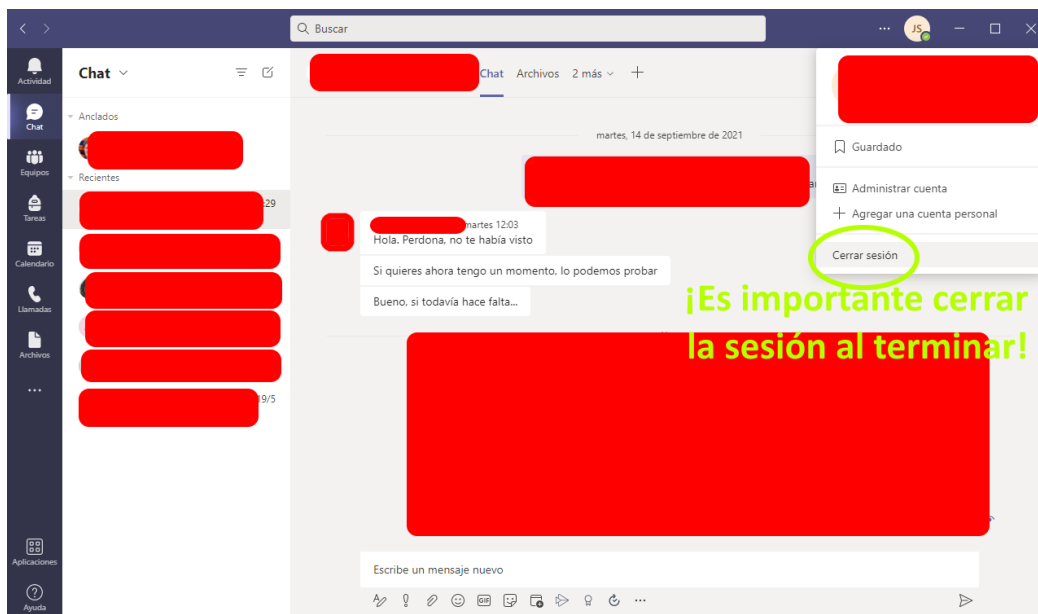 Buscar
JS
Actividad
Chat
Equipos
Tareas
Calendario
Llamadas
Archivos
Aplicaciones
Ayuda
Chat
Anclados
Recientes
:29
19/5
Chat Archivos 2 más
martes, 14 de septiembre de 2021
martes 12:03
Hola. Perdona, no te había visto
Si quieres ahora tengo un momento, lo podemos probar
Bueno, si todavía hace falta...
Guardado
Administrar cuenta
Agregar una cuenta personal
Cerrar sesión
¡Es importante cerrar
la sesión al terminar!
Escribe un mensaje nuevo
GIF